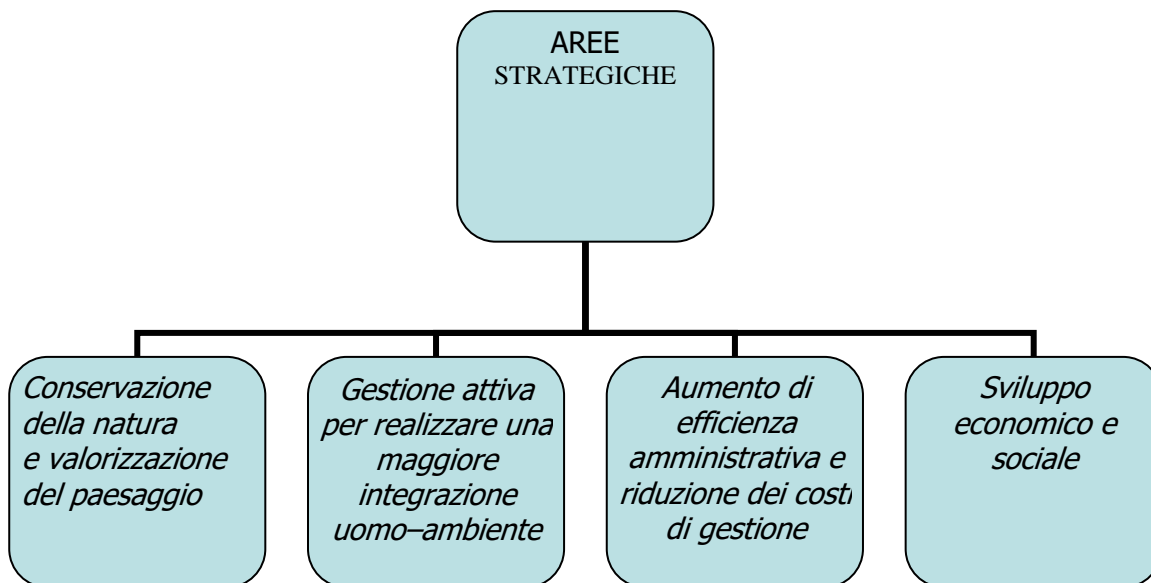 AREE
STRATEGICHE
Conservazione
della natura
e valorizzazione
del paesaggio
Gestione attiva
per realizzare una
maggiore
integrazione
uomo–ambiente
Aumento di
efficienza
amministrativa e
riduzione dei costi
di gestione
Sviluppo
economico e
sociale